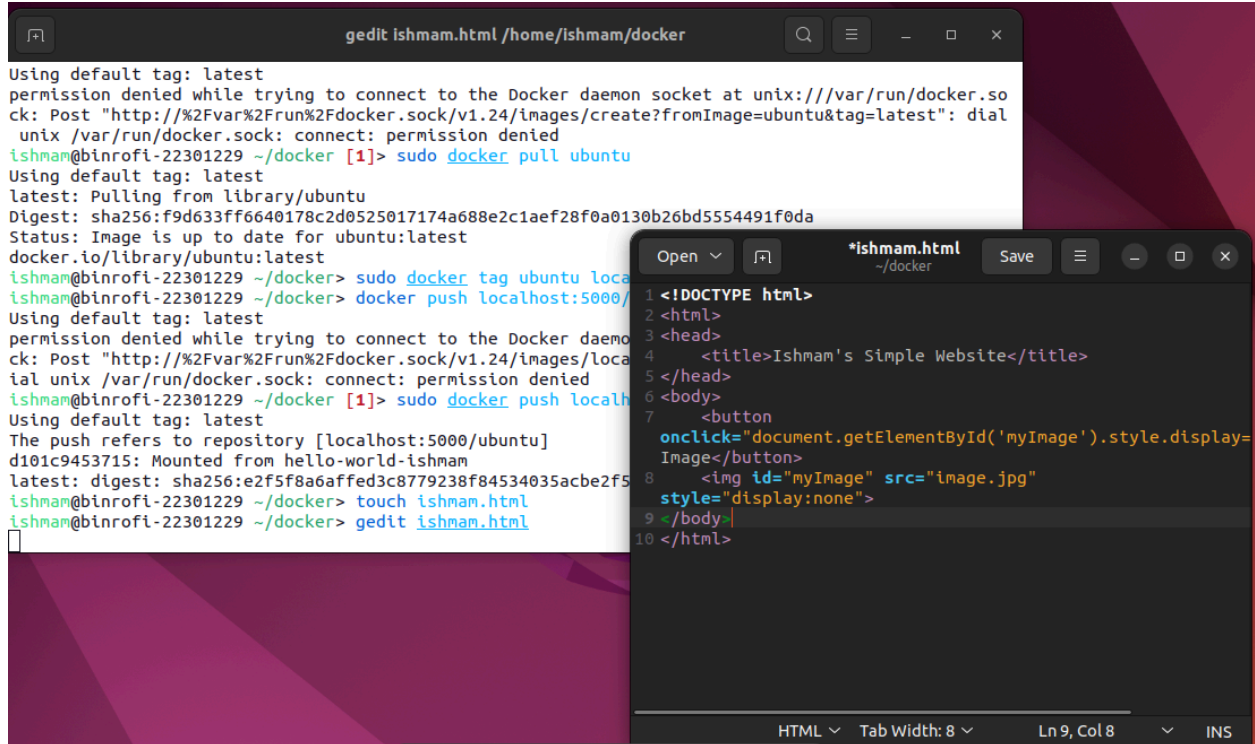 gedit ishmam.html /home/ishmam/docker
Using default tag: latest
permission denied while trying to connect to the Docker daemon socket at unix:///var/run/docker.so
ck: Post "http://%2Fvar%2Frun%2Fdocker.sock/v1.24/images/create?fromImage=ubuntu&tag=latest": dial
 unix /var/run/docker.sock: connect: permission denied
ishmam@binrofi-22301229 ~/docker [1]> sudo docker pull ubuntu
Using default tag: latest
latest: Pulling from library/ubuntu
Digest: sha256:f9d633ff6640178c2d0525017174a688e2c1aef28f0a0130b26bd5554491f0da
Status: Image is up to date for ubuntu:latest
docker.io/library/ubuntu:latest
ishmam@binrofi-22301229 ~/docker> sudo docker tag ubuntu loca
ishmam@binrofi-22301229 ~/docker> docker push localhost:5000/
Using default tag: latest
permission denied while trying to connect to the Docker daemo
ck: Post "http://%2Fvar%2Frun%2Fdocker.sock/v1.24/images/loca
ial unix /var/run/docker.sock: connect: permission denied
ishmam@binrofi-22301229 ~/docker [1]> sudo docker push localh
Using default tag: latest
The push refers to repository [localhost:5000/ubuntu]
d101c9453715: Mounted from hello-world-ishmam
latest: digest: sha256:e2f5f8a6affed3c8779238f84534035acbe2f5
ishmam@binrofi-22301229 ~/docker> touch ishmam.html
ishmam@binrofi-22301229 ~/docker> gedit ishmam.html
Open *ishmam.html Save
~/docker
1 <!DOCTYPE html>
2 <html>
3 <head>
4     <title>Ishmam's Simple Website</title>
5 </head>
6 <body>
7     <button
onclick="document.getElementById('myImage').style.display=
Image</button>
8     <img id="myImage" src="image.jpg"
style="display:none">
9 </body>
10 </html>
HTML Tab Width: 8 Ln 9, Col 8 INS